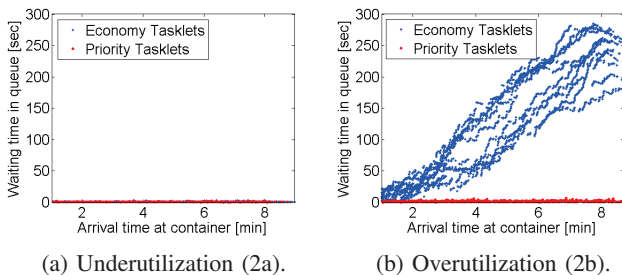 300
250
200
150
100
50
0
Waiting time in queue [sec]
Economy Tasklets
Priority Tasklets
2 4 6 8
Arrival time at container [min]
(a) Underutilization (2a).
300
250
200
150
100
50
0
Waiting time in queue [sec]
Economy Tasklets
Priority Tasklets
2 4 6 8
Arrival time at container [min]
(b) Overutilization (2b).